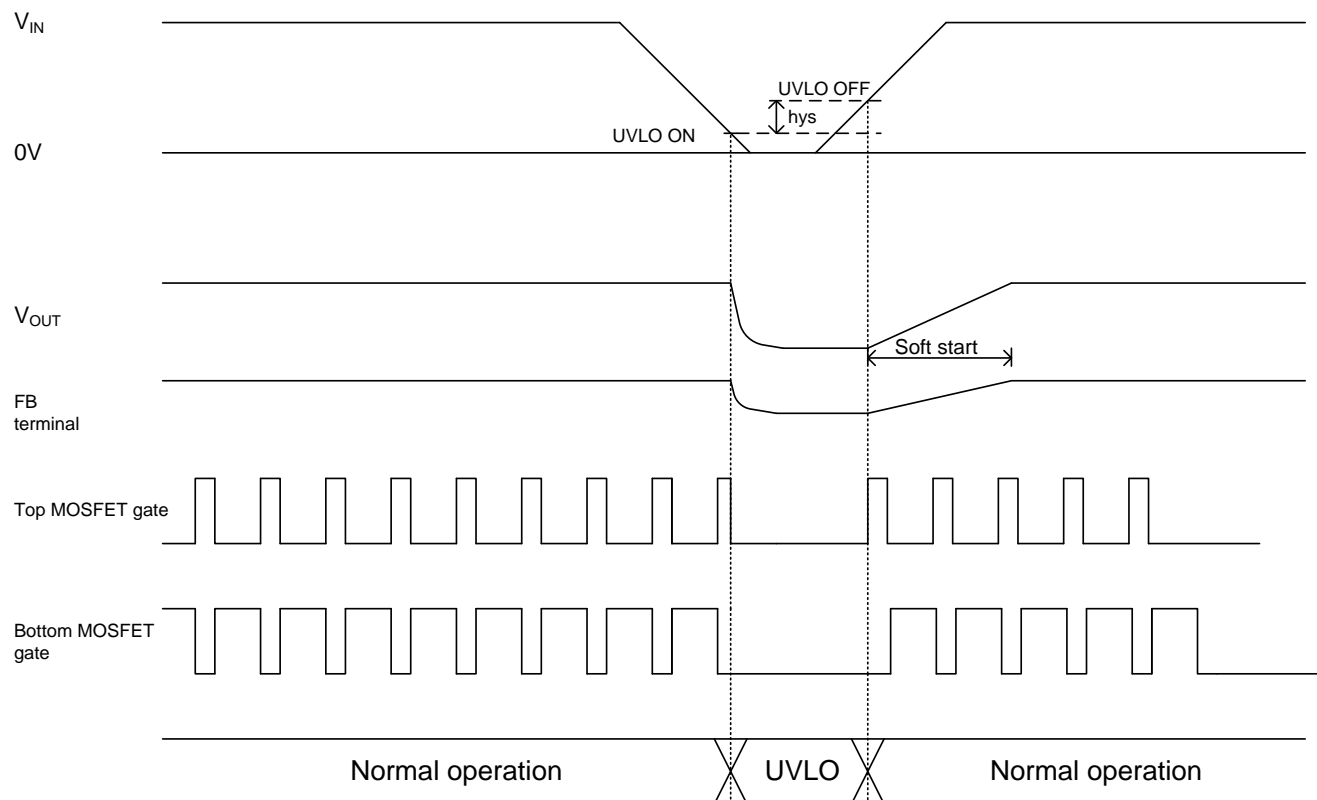 VIN
UVLO OFF
hys
UVLO ON
0V
VOUT
Soft start
FB
terminal
Top MOSFET gate
Bottom MOSFET
gate
Normal operation
UVLO
Normal operation